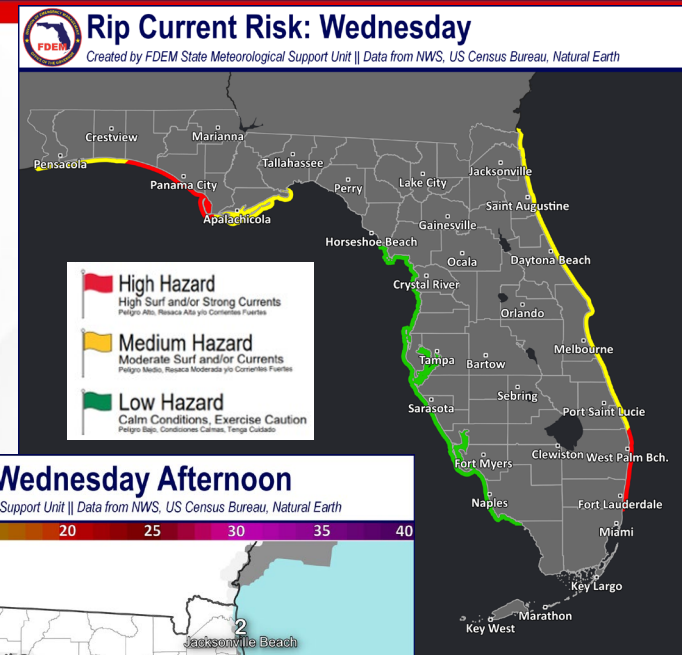 FDEM
Rip Current Risk: Wednesday
Created by FDEM State Meteorological Support Unit || Data from NWS, US Census Bureau, Natural Earth
Crestview
Marianna
Pensacola
Tallahassee
Jacksonville
Panama City
Perry
Lake City
Saint Augustine
Apalachicola
Gainesville
Horseshoe Beach
Ocala
Daytona Beach
Crystal River
Orlando
Melbourne
Tampa
Bartow
Sebring
Sarasota
Port Saint Lucie
Clewiston
West Palm Bch.
Fort Myers
Naples
Fort Lauderdale
Miami
Key Largo
Marathon
Key West
High Hazard
High Surf and/or Strong Currents
Peligro Alto, Resaca Alta y/o Corrientes Fuertes
Medium Hazard
Moderate Surf and/or Currents
Peligro Medio, Resaca Moderada y/o Corrientes Fuertes
Low Hazard
Calm Conditions, Exercise Caution
Peligro Bajo, Condiciones Calmas, Tenga Cuidado
Wednesday Afternoon
Support Unit || Data from NWS, US Census Bureau, Natural Earth
20 25 30 35 40
2
Jacksonville Beach